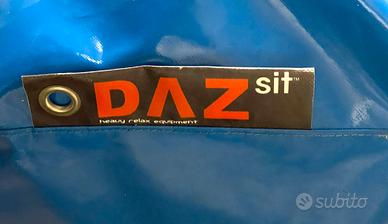 DAZ sit™
heavy relax equipment
subito